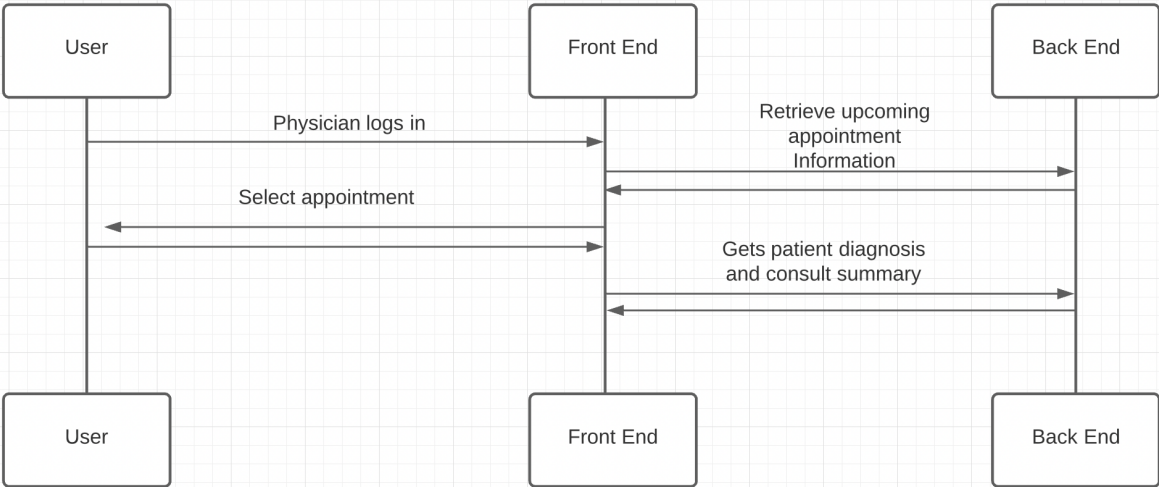 User
Front End
Back End
Physician logs in
Retrieve upcoming
appointment
Information
Select appointment
Gets patient diagnosis
and consult summary
User
Front End
Back End